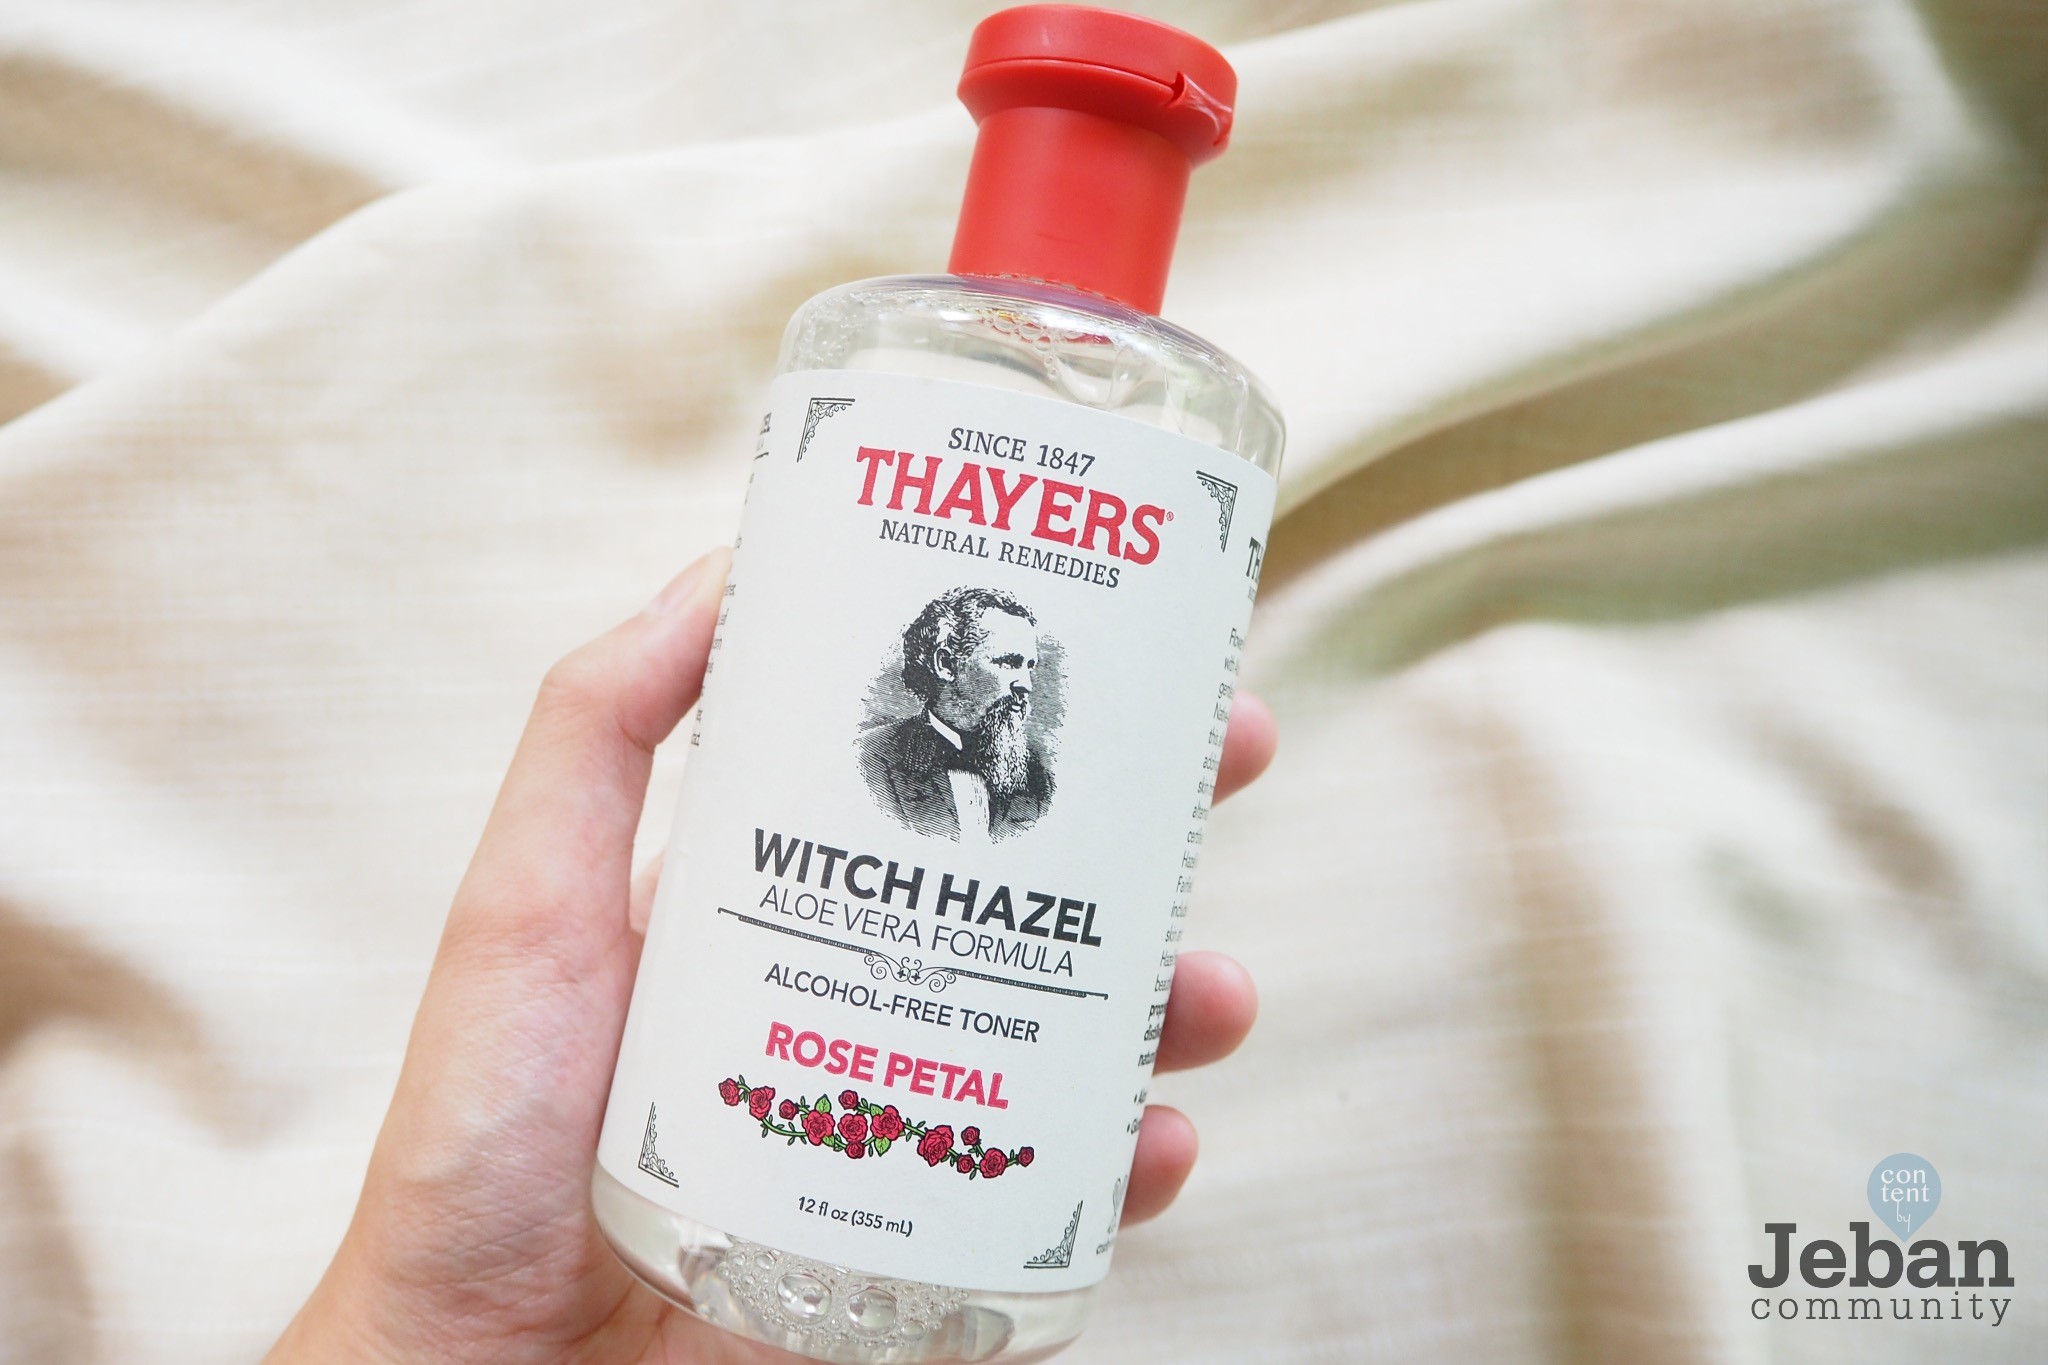 SINCE 1847
THAYERS®
NATURAL REMEDIES
WITCH HAZEL
ALOE VERA FORMULA
ALCOHOL-FREE TONER
ROSE PETAL
12 fl oz (355 mL)
con
tent
by
Jeban
community